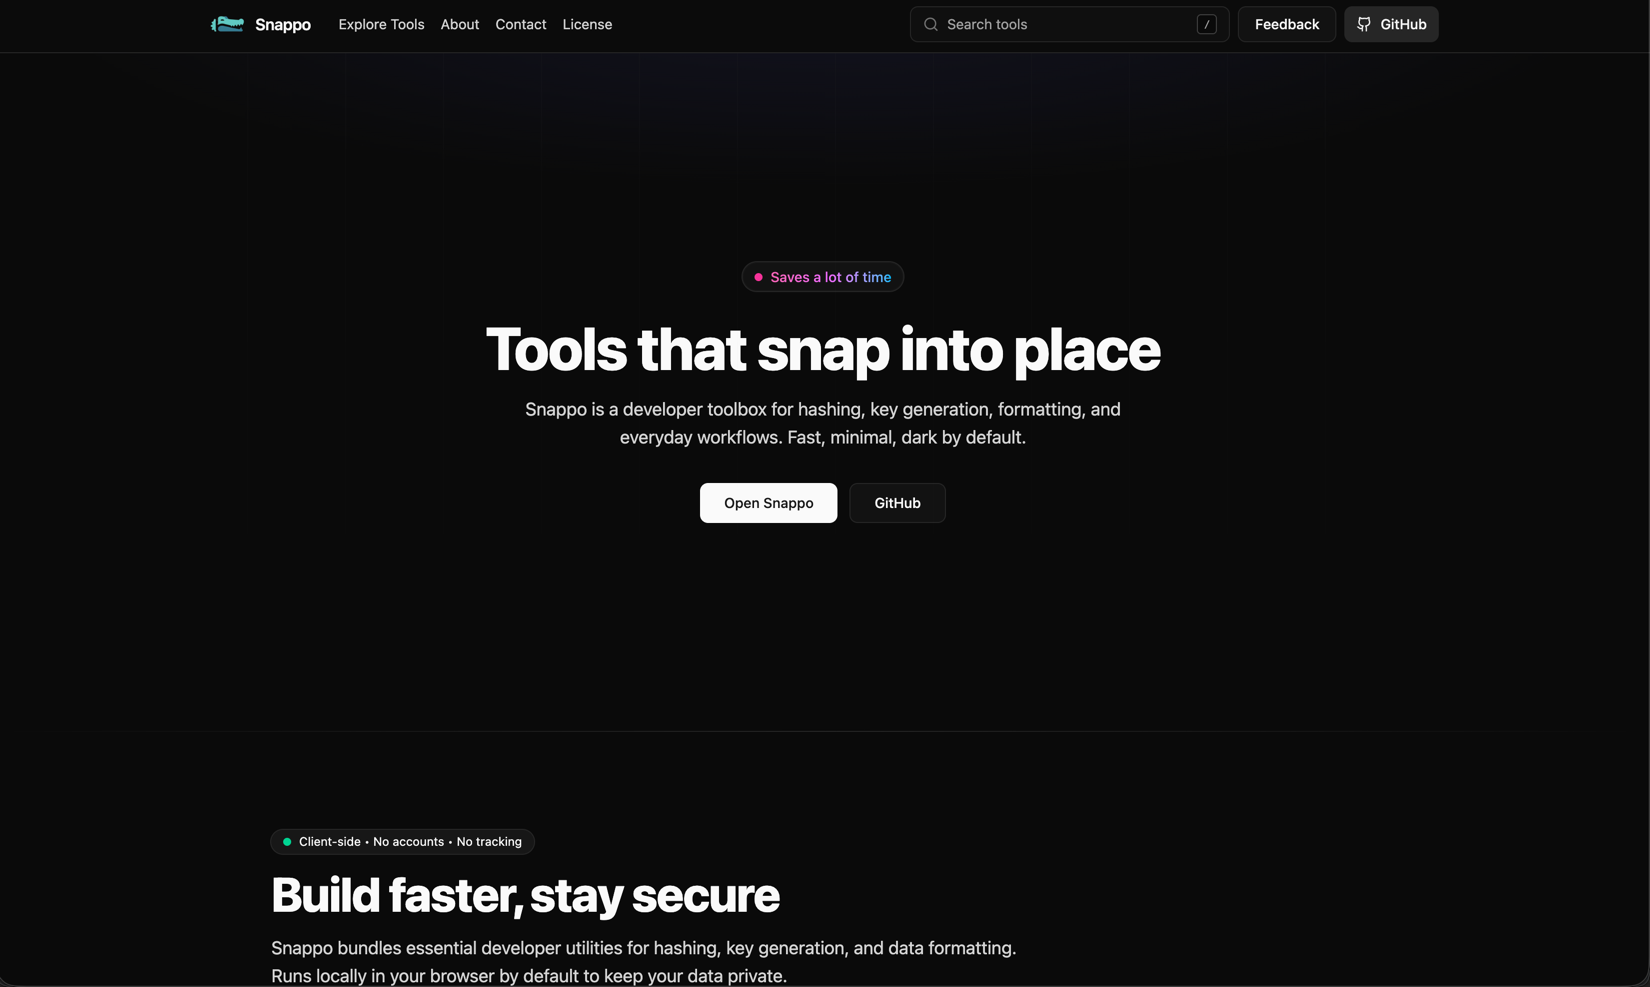 Snappo
Explore Tools
About
Contact
License
Search tools
/
Feedback
GitHub
Saves a lot of time
Tools that snap into place
Snappo is a developer toolbox for hashing, key generation, formatting, and
everyday workflows. Fast, minimal, dark by default.
Open Snappo
GitHub
Client-side • No accounts • No tracking
Build faster, stay secure
Snappo bundles essential developer utilities for hashing, key generation, and data formatting.
Runs locally in your browser by default to keep your data private.